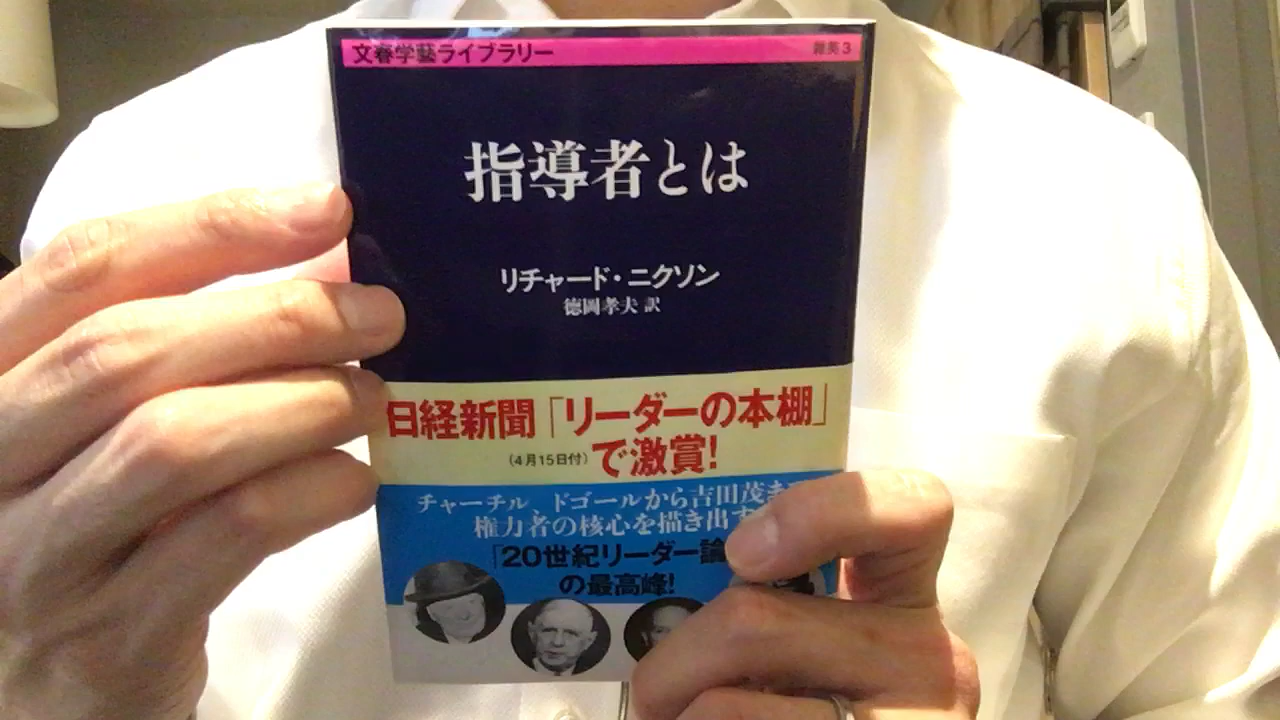 文春学藝ライブラリー
雑英3
指導者とは
リチャード・ニクソン
徳岡孝夫 訳
日経新聞「リーダーの本棚」
(4月15日付)で激賞!
チャーチル、ドゴールから吉田茂ま
権力者の核心を描き出す
「20世紀リーダー論
の最高峰!